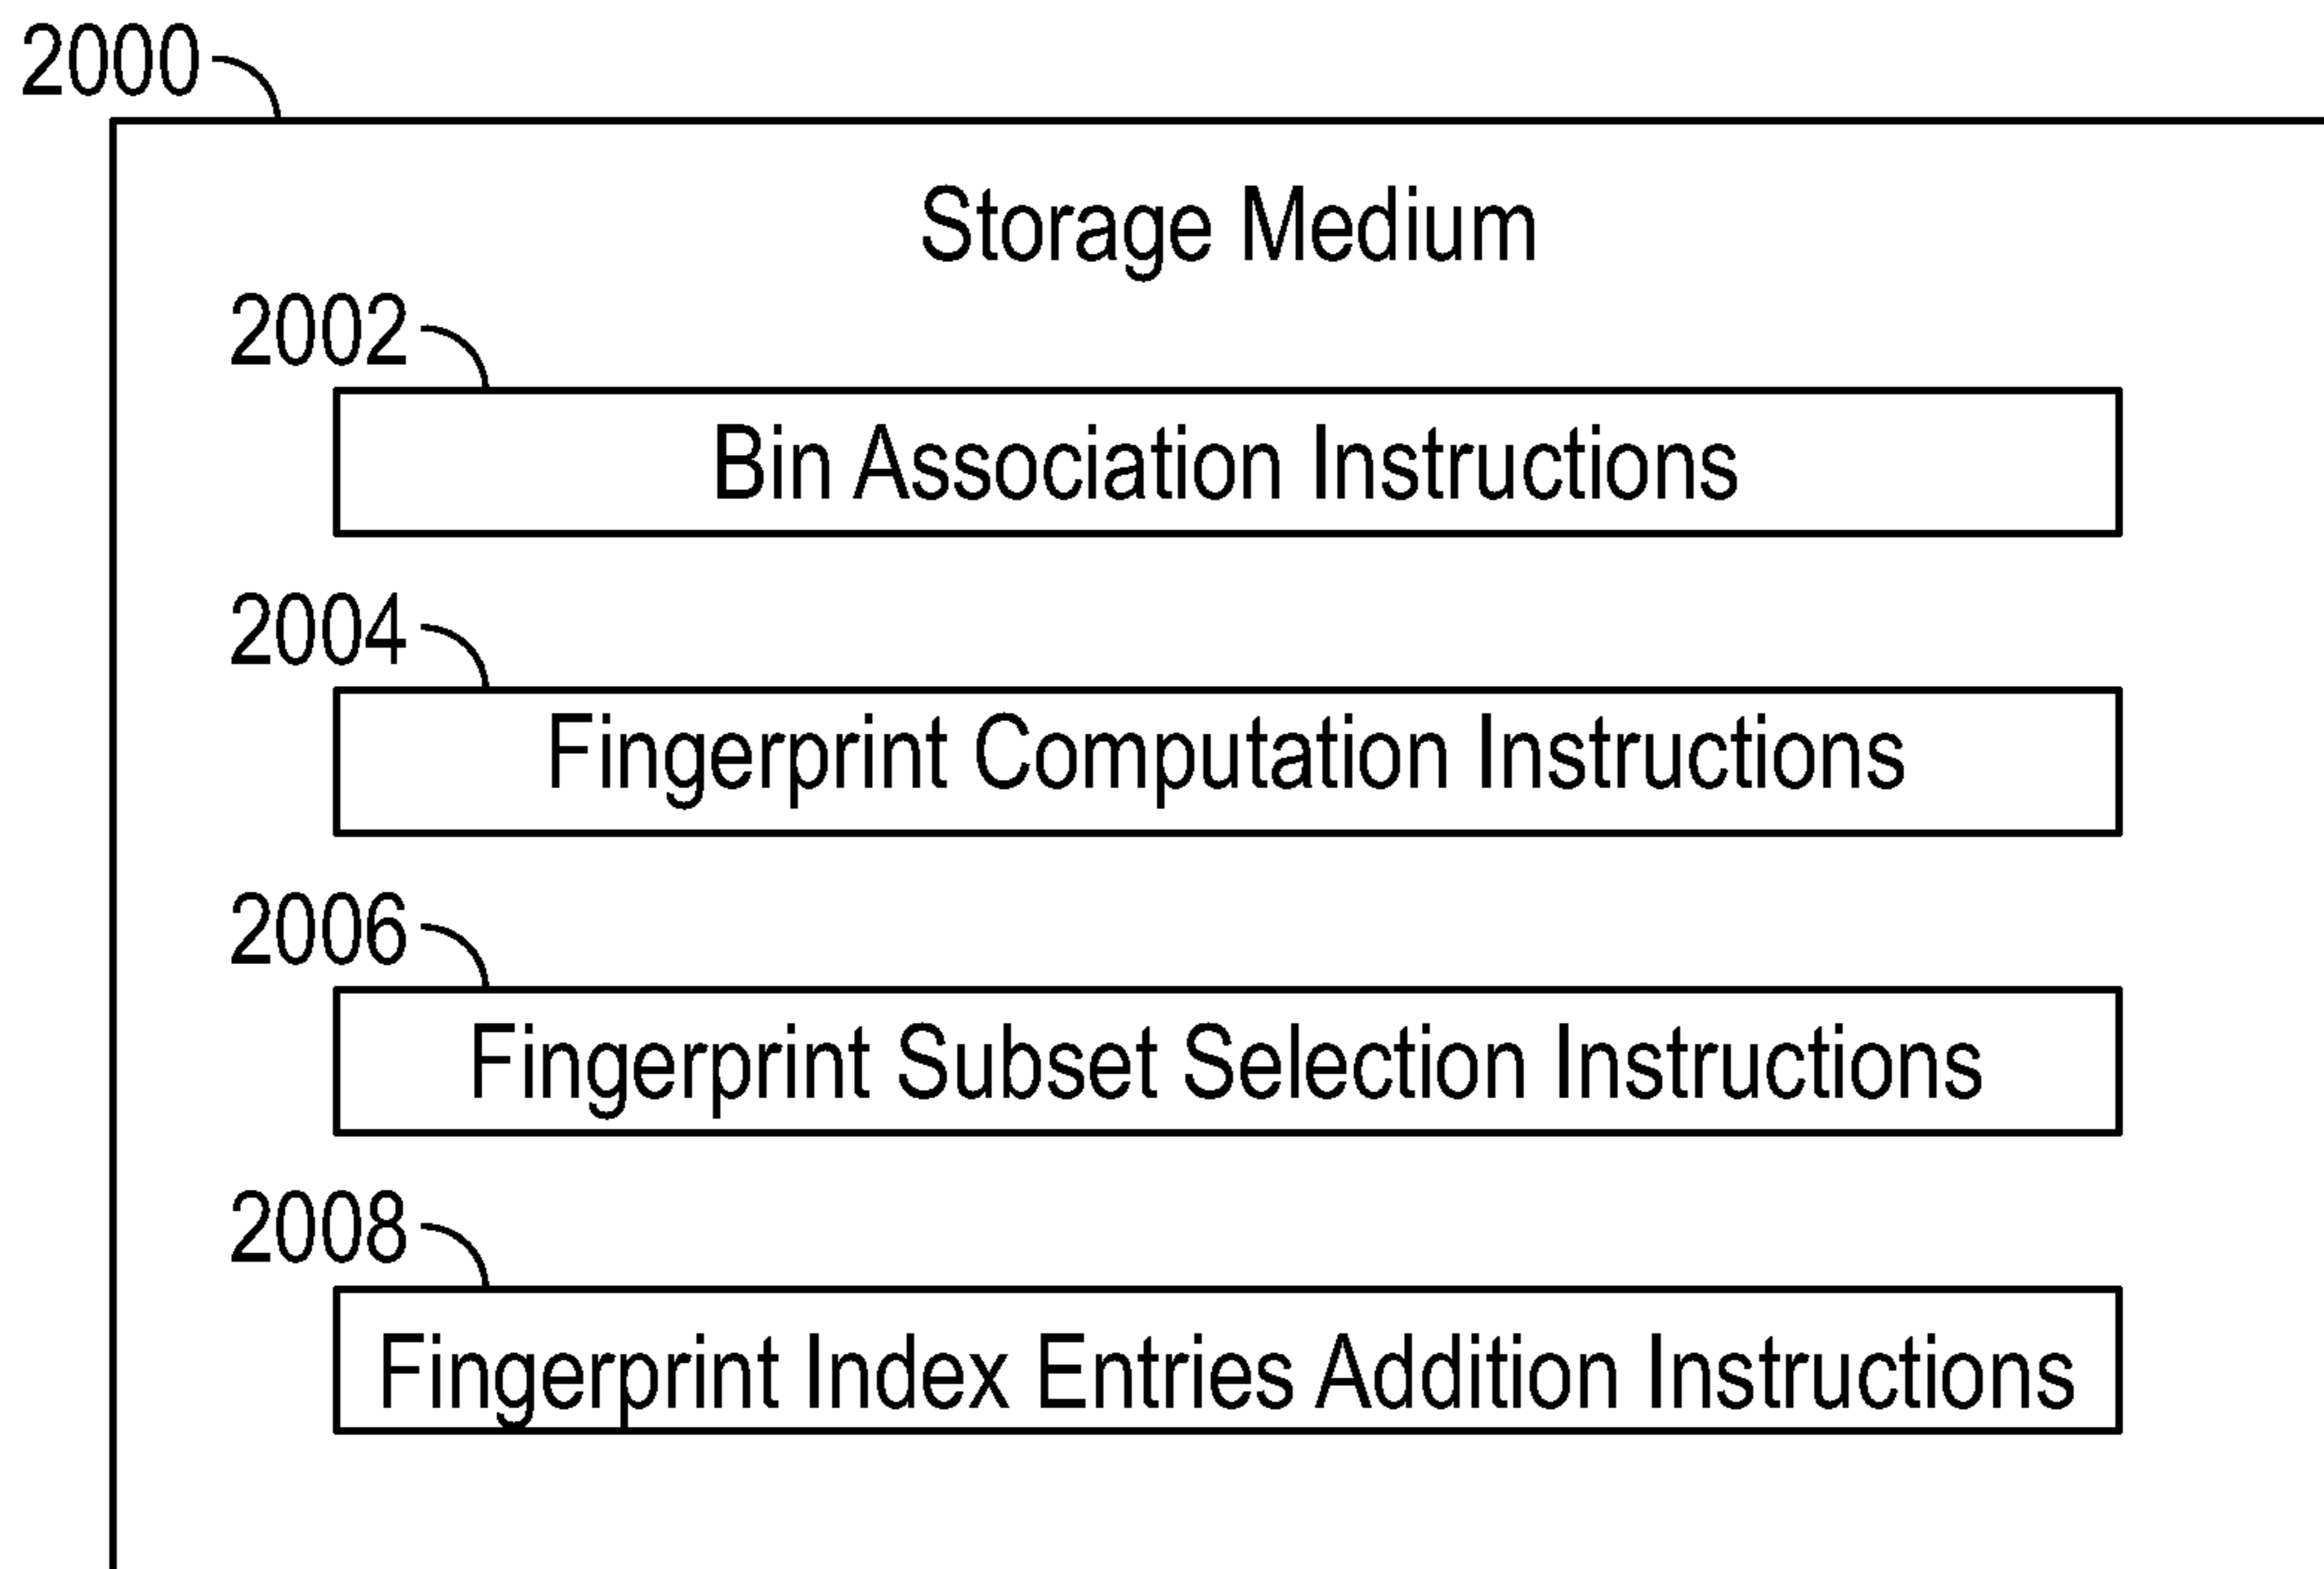 2000
Storage Medium
2002
Bin Association Instructions
2004
Fingerprint Computation Instructions
2006
Fingerprint Subset Selection Instructions
2008
Fingerprint Index Entries Addition Instructions